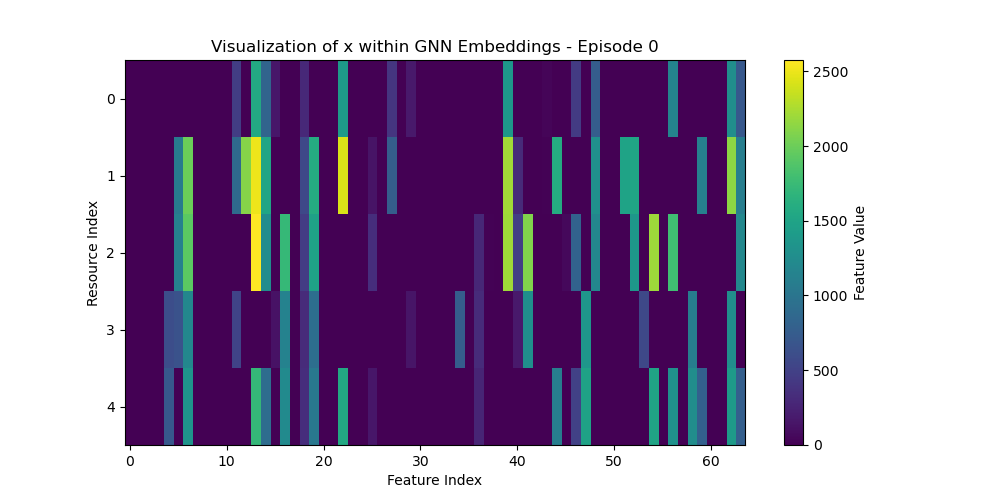 Visualization of x within GNN Embeddings - Episode 0
Resource Index
0
1
2
3
4
0 10 20 30 40 50 60
Feature Index
2500
2000
1500
1000
500
0
Feature Value